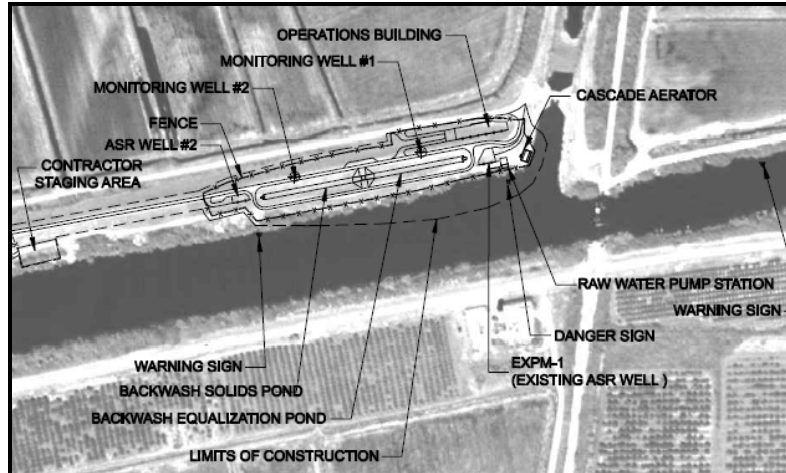 OPERATIONS BUILDING
MONITORING WELL #1
MONITORING WELL #2
CASCADE AERATOR
FENCE
ASR WELL #2
CONTRACTOR
STAGING AREA
RAW WATER PUMP STATION
WARNING SIGN
DANGER SIGN
WARNING SIGN
EXPM-1
(EXISTING ASR WELL )
BACKWASH SOLIDS POND
BACKWASH EQUALIZATION POND
LIMITS OF CONSTRUCTION